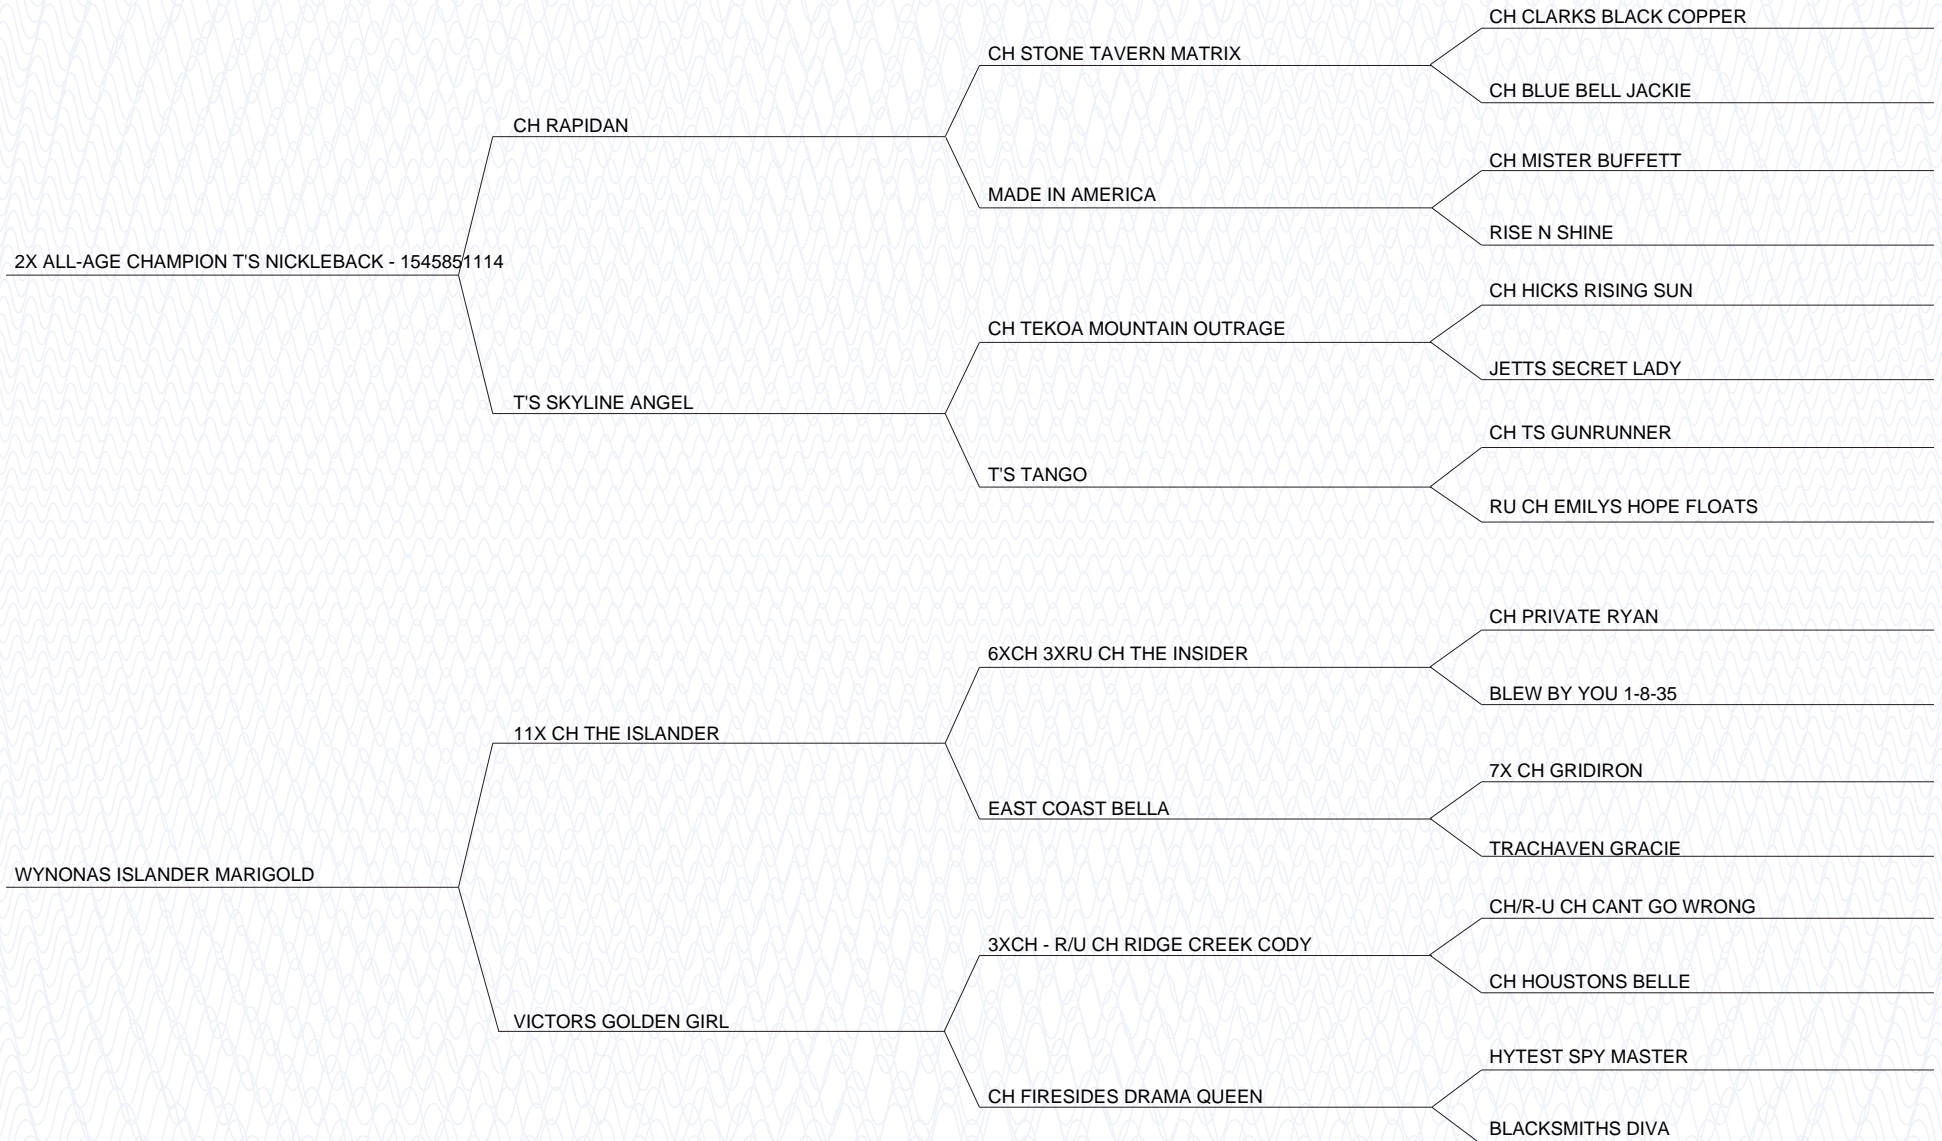 CH CLARKS BLACK COPPER
CH STONE TAVERN MATRIX
CH BLUE BELL JACKIE
CH RAPIDAN
CH MISTER BUFFETT
MADE IN AMERICA
RISE N SHINE
2X ALL-AGE CHAMPION T'S NICKLEBACK - 1545851114
CH HICKS RISING SUN
CH TEKOA MOUNTAIN OUTRAGE
JETTS SECRET LADY
T'S SKYLINE ANGEL
CH TS GUNRUNNER
T'S TANGO
RU CH EMILYS HOPE FLOATS
CH PRIVATE RYAN
6XCH 3XRU CH THE INSIDER
BLEW BY YOU 1-8-35
11X CH THE ISLANDER
7X CH GRIDIRON
EAST COAST BELLA
TRACHAVEN GRACIE
WYNONAS ISLANDER MARIGOLD
CH/R-U CH CANT GO WRONG
3XCH - R/U CH RIDGE CREEK CODY
CH HOUSTONS BELLE
VICTORS GOLDEN GIRL
HYTEST SPY MASTER
CH FIRESIDES DRAMA QUEEN
BLACKSMITHS DIVA